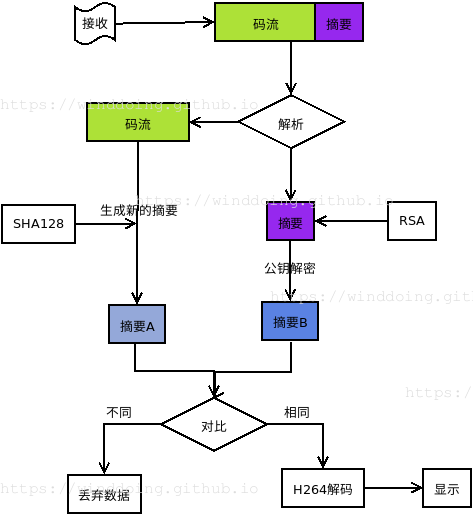 接收
码流
摘要
https://winddoing.github.io
码流
解析
https://winddoing.github.io
生成新的摘要
SHA128
摘要
RSA
公钥解密
https://winddoing.git
摘要A
摘要B
https://
不同
相同
对比
https://winddoing.github.io
丢弃数据
H264解码
显示